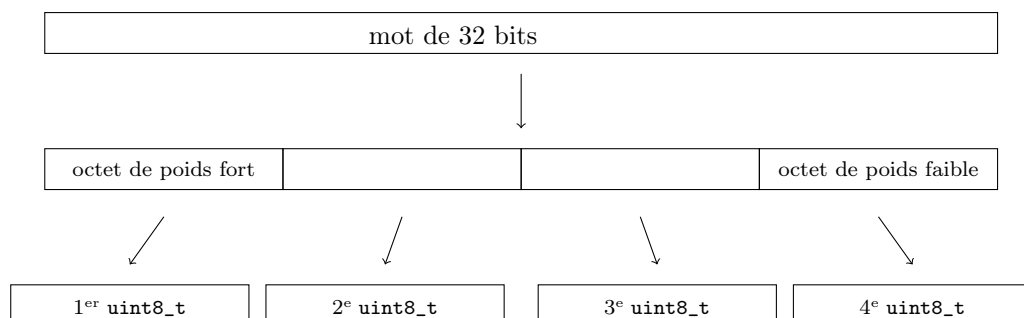 mot de 32 bits
octet de poids fort octet de poids faible
1er uint8_t 2e uint8_t 3e uint8_t 4e uint8_t